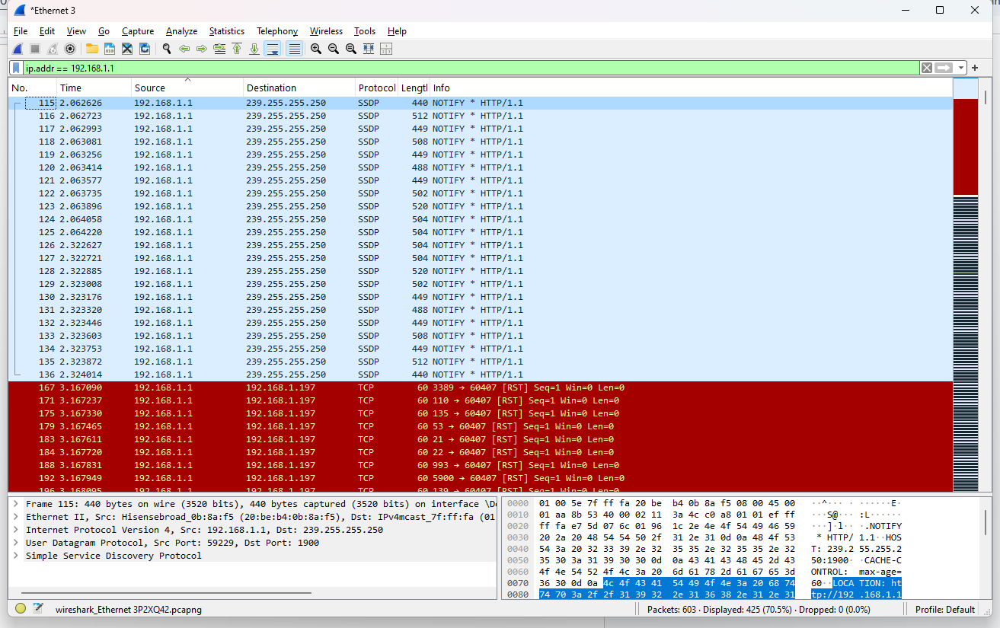 *Ethernet 3
File Edit View Go Capture Analyze Statistics Telephony Wireless Tools Help
ip.addr == 192.168.1.1
No. Time Source Destination Protocol Lengtl Info
115 2.062626 192.168.1.1 239.255.255.250 SSDP 440 NOTIFY * HTTP/1.1
116 2.062723 192.168.1.1 239.255.255.250 SSDP 512 NOTIFY * HTTP/1.1
117 2.062993 192.168.1.1 239.255.255.250 SSDP 449 NOTIFY * HTTP/1.1
118 2.063081 192.168.1.1 239.255.255.250 SSDP 508 NOTIFY * HTTP/1.1
119 2.063256 192.168.1.1 239.255.255.250 SSDP 449 NOTIFY * HTTP/1.1
120 2.063414 192.168.1.1 239.255.255.250 SSDP 488 NOTIFY * HTTP/1.1
121 2.063577 192.168.1.1 239.255.255.250 SSDP 449 NOTIFY * HTTP/1.1
122 2.063735 192.168.1.1 239.255.255.250 SSDP 502 NOTIFY * HTTP/1.1
123 2.063896 192.168.1.1 239.255.255.250 SSDP 520 NOTIFY * HTTP/1.1
124 2.064058 192.168.1.1 239.255.255.250 SSDP 504 NOTIFY * HTTP/1.1
125 2.064220 192.168.1.1 239.255.255.250 SSDP 504 NOTIFY * HTTP/1.1
126 2.322627 192.168.1.1 239.255.255.250 SSDP 504 NOTIFY * HTTP/1.1
127 2.322721 192.168.1.1 239.255.255.250 SSDP 504 NOTIFY * HTTP/1.1
128 2.322885 192.168.1.1 239.255.255.250 SSDP 520 NOTIFY * HTTP/1.1
129 2.323008 192.168.1.1 239.255.255.250 SSDP 502 NOTIFY * HTTP/1.1
130 2.323176 192.168.1.1 239.255.255.250 SSDP 449 NOTIFY * HTTP/1.1
131 2.323320 192.168.1.1 239.255.255.250 SSDP 488 NOTIFY * HTTP/1.1
132 2.323446 192.168.1.1 239.255.255.250 SSDP 449 NOTIFY * HTTP/1.1
133 2.323603 192.168.1.1 239.255.255.250 SSDP 508 NOTIFY * HTTP/1.1
134 2.323753 192.168.1.1 239.255.255.250 SSDP 449 NOTIFY * HTTP/1.1
135 2.323872 192.168.1.1 239.255.255.250 SSDP 512 NOTIFY * HTTP/1.1
136 2.324014 192.168.1.1 239.255.255.250 SSDP 440 NOTIFY * HTTP/1.1
167 3.167090 192.168.1.1 192.168.1.197 TCP 60 3389 → 60407 [RST] Seq=1 Win=0 Len=0
171 3.167237 192.168.1.1 192.168.1.197 TCP 60 110 → 60407 [RST] Seq=1 Win=0 Len=0
175 3.167330 192.168.1.1 192.168.1.197 TCP 60 135 → 60407 [RST] Seq=1 Win=0 Len=0
179 3.167465 192.168.1.1 192.168.1.197 TCP 60 53 → 60407 [RST] Seq=1 Win=0 Len=0
183 3.167611 192.168.1.1 192.168.1.197 TCP 60 21 → 60407 [RST] Seq=1 Win=0 Len=0
184 3.167720 192.168.1.1 192.168.1.197 TCP 60 22 → 60407 [RST] Seq=1 Win=0 Len=0
188 3.167831 192.168.1.1 192.168.1.197 TCP 60 993 → 60407 [RST] Seq=1 Win=0 Len=0
192 3.167949 192.168.1.1 192.168.1.197 TCP 60 5900 → 60407 [RST] Seq=1 Win=0 Len=0
196 3.168095 192.168.1.1 192.168.1.197 TCP 60 139 → 60407 [RST] Seq=1 Win=0 Len=0
Frame 115: 440 bytes on wire (3520 bits), 440 bytes captured (3520 bits) on interface \De
Ethernet II, Src: Hisensebroad_0b:8a:f5 (20:be:b4:0b:8a:f5), Dst: IPv4mcast_7f:ff:fa (01
Internet Protocol Version 4, Src: 192.168.1.1, Dst: 239.255.255.250
User Datagram Protocol, Src Port: 59229, Dst Port: 1900
Simple Service Discovery Protocol
0000 01 00 5e 7f ff fa 20 be b4 0b 8a f5 08 00 45 00 ··^··· · ······E·
0010 01 aa 8b 53 40 00 02 11 3a 4c c0 a8 01 01 ef ff ···S@··· :L······
0020 ff fa e7 5d 07 6c 01 96 1c 2e 4e 4f 54 49 46 59 ···]·l·· ·.NOTIFY
0030 20 2a 20 48 54 54 50 2f 31 2e 31 0d 0a 48 4f 53 * HTTP/ 1.1··HOS
0040 54 3a 20 32 33 39 2e 32 35 35 2e 32 35 35 2e 32 T: 239.2 55.255.2
0050 35 30 3a 31 39 30 30 0d 0a 43 41 43 48 45 2d 43 50:1900· ·CACHE-C
0060 4f 4e 54 52 4f 4c 3a 20 6d 61 78 2d 61 67 65 3d ONTROL: max-age=
0070 36 30 0d 0a 4c 4f 43 41 54 49 4f 4e 3a 20 68 74 60··LOCA TION: ht
0080 74 70 3a 2f 2f 31 39 32 2e 31 36 38 2e 31 2e 31 tp://192 .168.1.1
wireshark_Ethernet 3P2XQ42.pcapng
Packets: 603 · Displayed: 425 (70.5%) · Dropped: 0 (0.0%)
Profile: Default